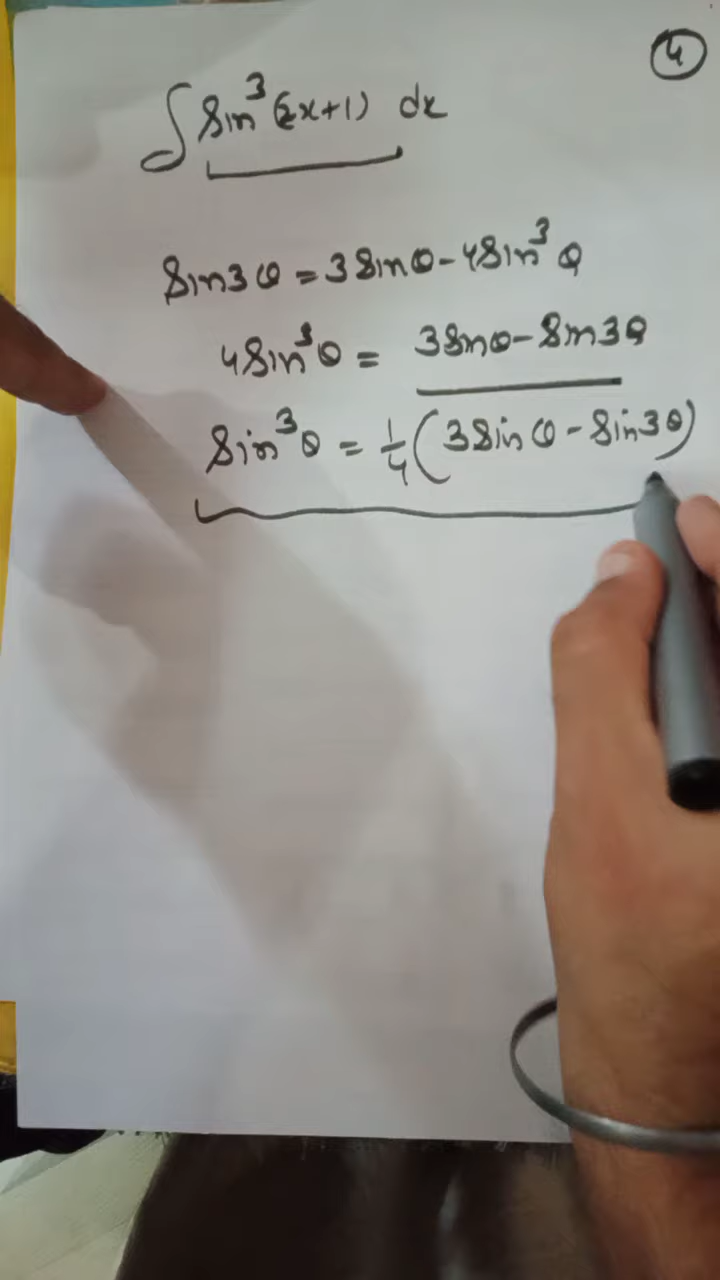 4
∫ sin³(2x+1) dx
sin3θ = 3sinθ - 4sin³θ
4sin³θ = 3sinθ - sin3θ
sin³θ = 1/4 (3sinθ - sin3θ)